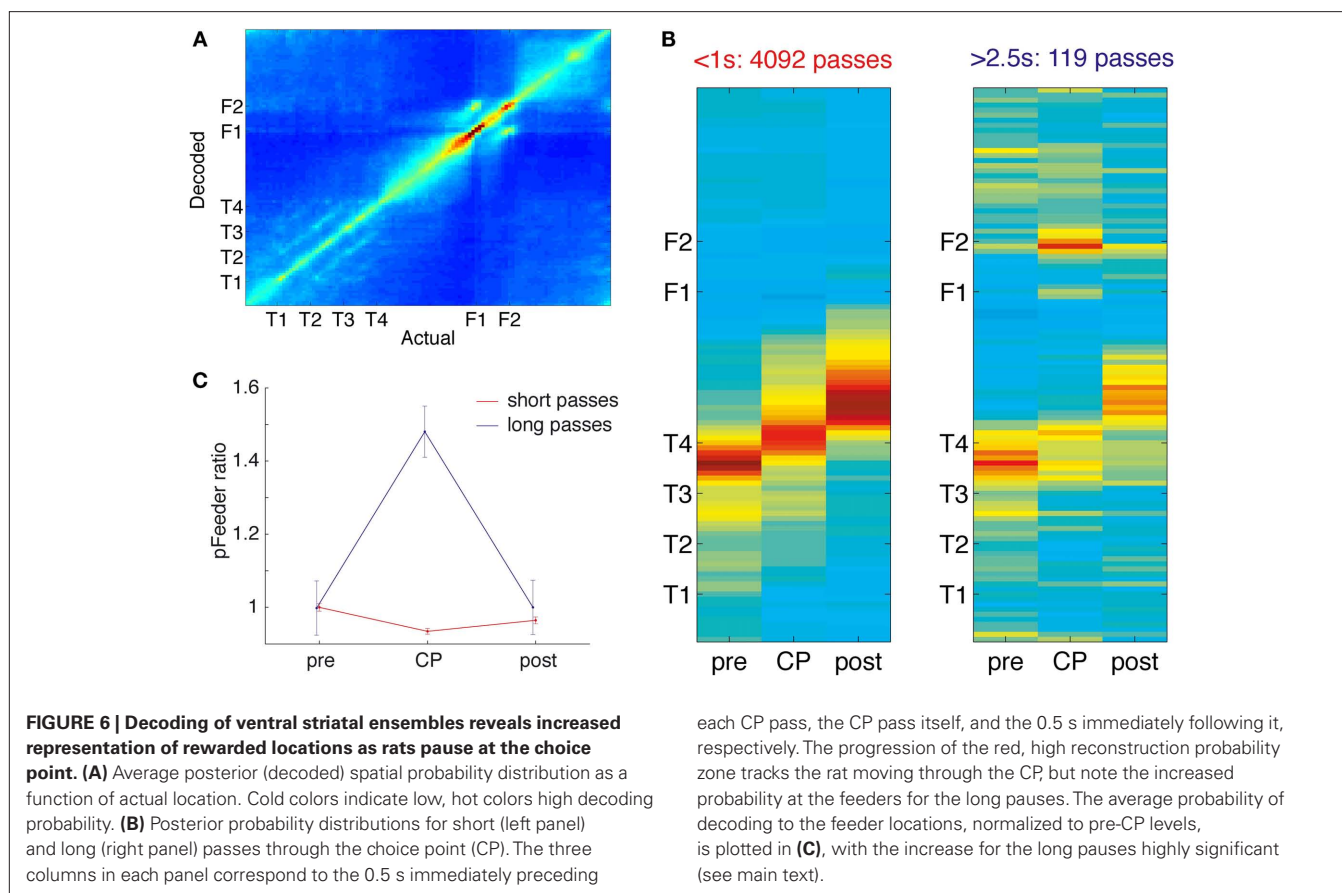 A
Decoded
F2
F1
T4
T3
T2
T1
T1 T2 T3 T4 F1 F2
Actual
B
<1s: 4092 passes
>2.5s: 119 passes
F2
F1
T4
T3
T2
T1
pre CP post
F2
F1
T4
T3
T2
T1
pre CP post
C
pFeeder ratio
1.6
1.4
1.2
1
short passes
long passes
pre CP post
FIGURE 6 | Decoding of ventral striatal ensembles reveals increased
representation of rewarded locations as rats pause at the choice
point. (A) Average posterior (decoded) spatial probability distribution as a
function of actual location. Cold colors indicate low, hot colors high decoding
probability. (B) Posterior probability distributions for short (left panel)
and long (right panel) passes through the choice point (CP). The three
columns in each panel correspond to the 0.5 s immediately preceding
each CP pass, the CP pass itself, and the 0.5 s immediately following it,
respectively. The progression of the red, high reconstruction probability
zone tracks the rat moving through the CP, but note the increased
probability at the feeders for the long pauses. The average probability of
decoding to the feeder locations, normalized to pre-CP levels,
is plotted in (C), with the increase for the long pauses highly significant
(see main text).